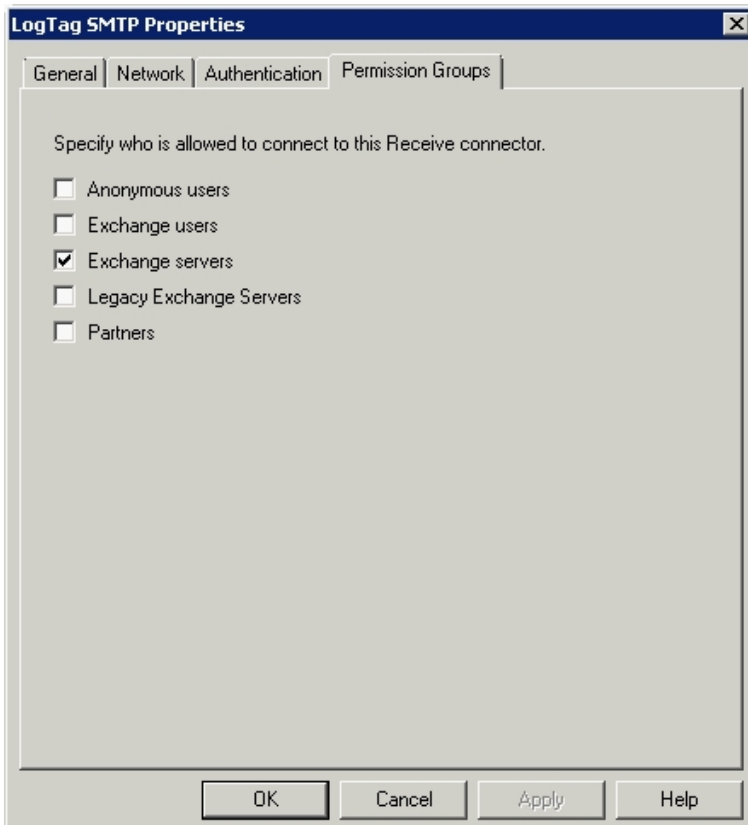 LogTag SMTP Properties
General Network Authentication Permission Groups
Specify who is allowed to connect to this Receive connector.
Anonymous users
Exchange users
Exchange servers
Legacy Exchange Servers
Partners
OK Cancel Apply Help